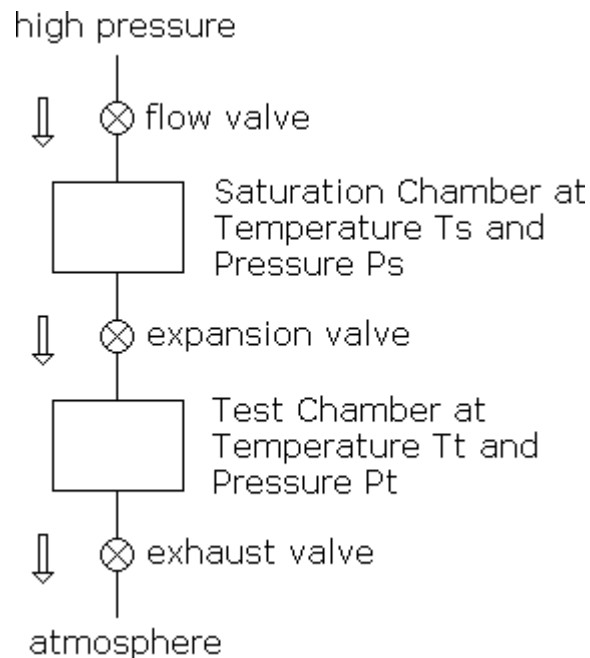 high pressure
flow valve
Saturation Chamber at
Temperature Ts and
Pressure Ps
expansion valve
Test Chamber at
Temperature Tt and
Pressure Pt
exhaust valve
atmosphere